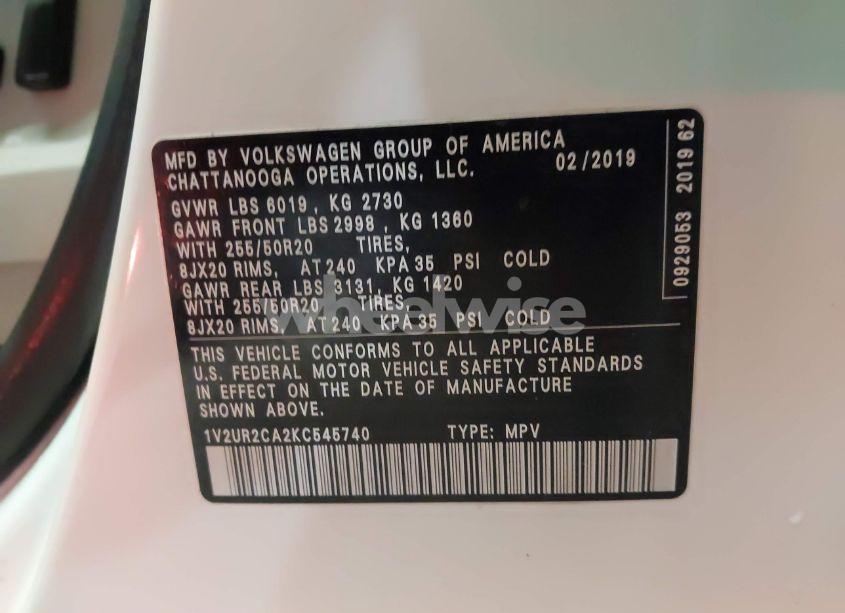 MFD BY VOLKSWAGEN GROUP OF AMERICA
CHATTANOOGA OPERATIONS, LLC. 02/2019
GVWR LBS 6019, KG 2730
GAWR FRONT LBS 2998, KG 1360
WITH 255/50R20 TIRES,
8JX20 RIMS, AT 240 KPA 35 PSI COLD
GAWR REAR LBS 3131, KG 1420
WITH 255/50R20 TIRES,
8JX20 RIMS, AT 240 KPA 35 PSI COLD
THIS VEHICLE CONFORMS TO ALL APPLICABLE
U.S. FEDERAL MOTOR VEHICLE SAFETY STANDARDS
IN EFFECT ON THE DATE OF MANUFACTURE
SHOWN ABOVE.
1V2UR2CA2KC545740 TYPE: MPV
0929053 2019 62
wheelwise